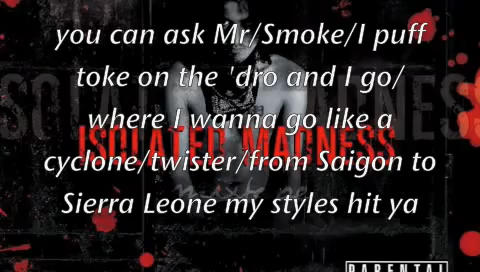 you can ask Mr/Smoke/I puff
toke on the 'dro and I go/
where I wanna go like a
ISOLATED MADNESS
cyclone/twister/from Saigon to
Sierra Leone my styles hit ya
PARENTAL